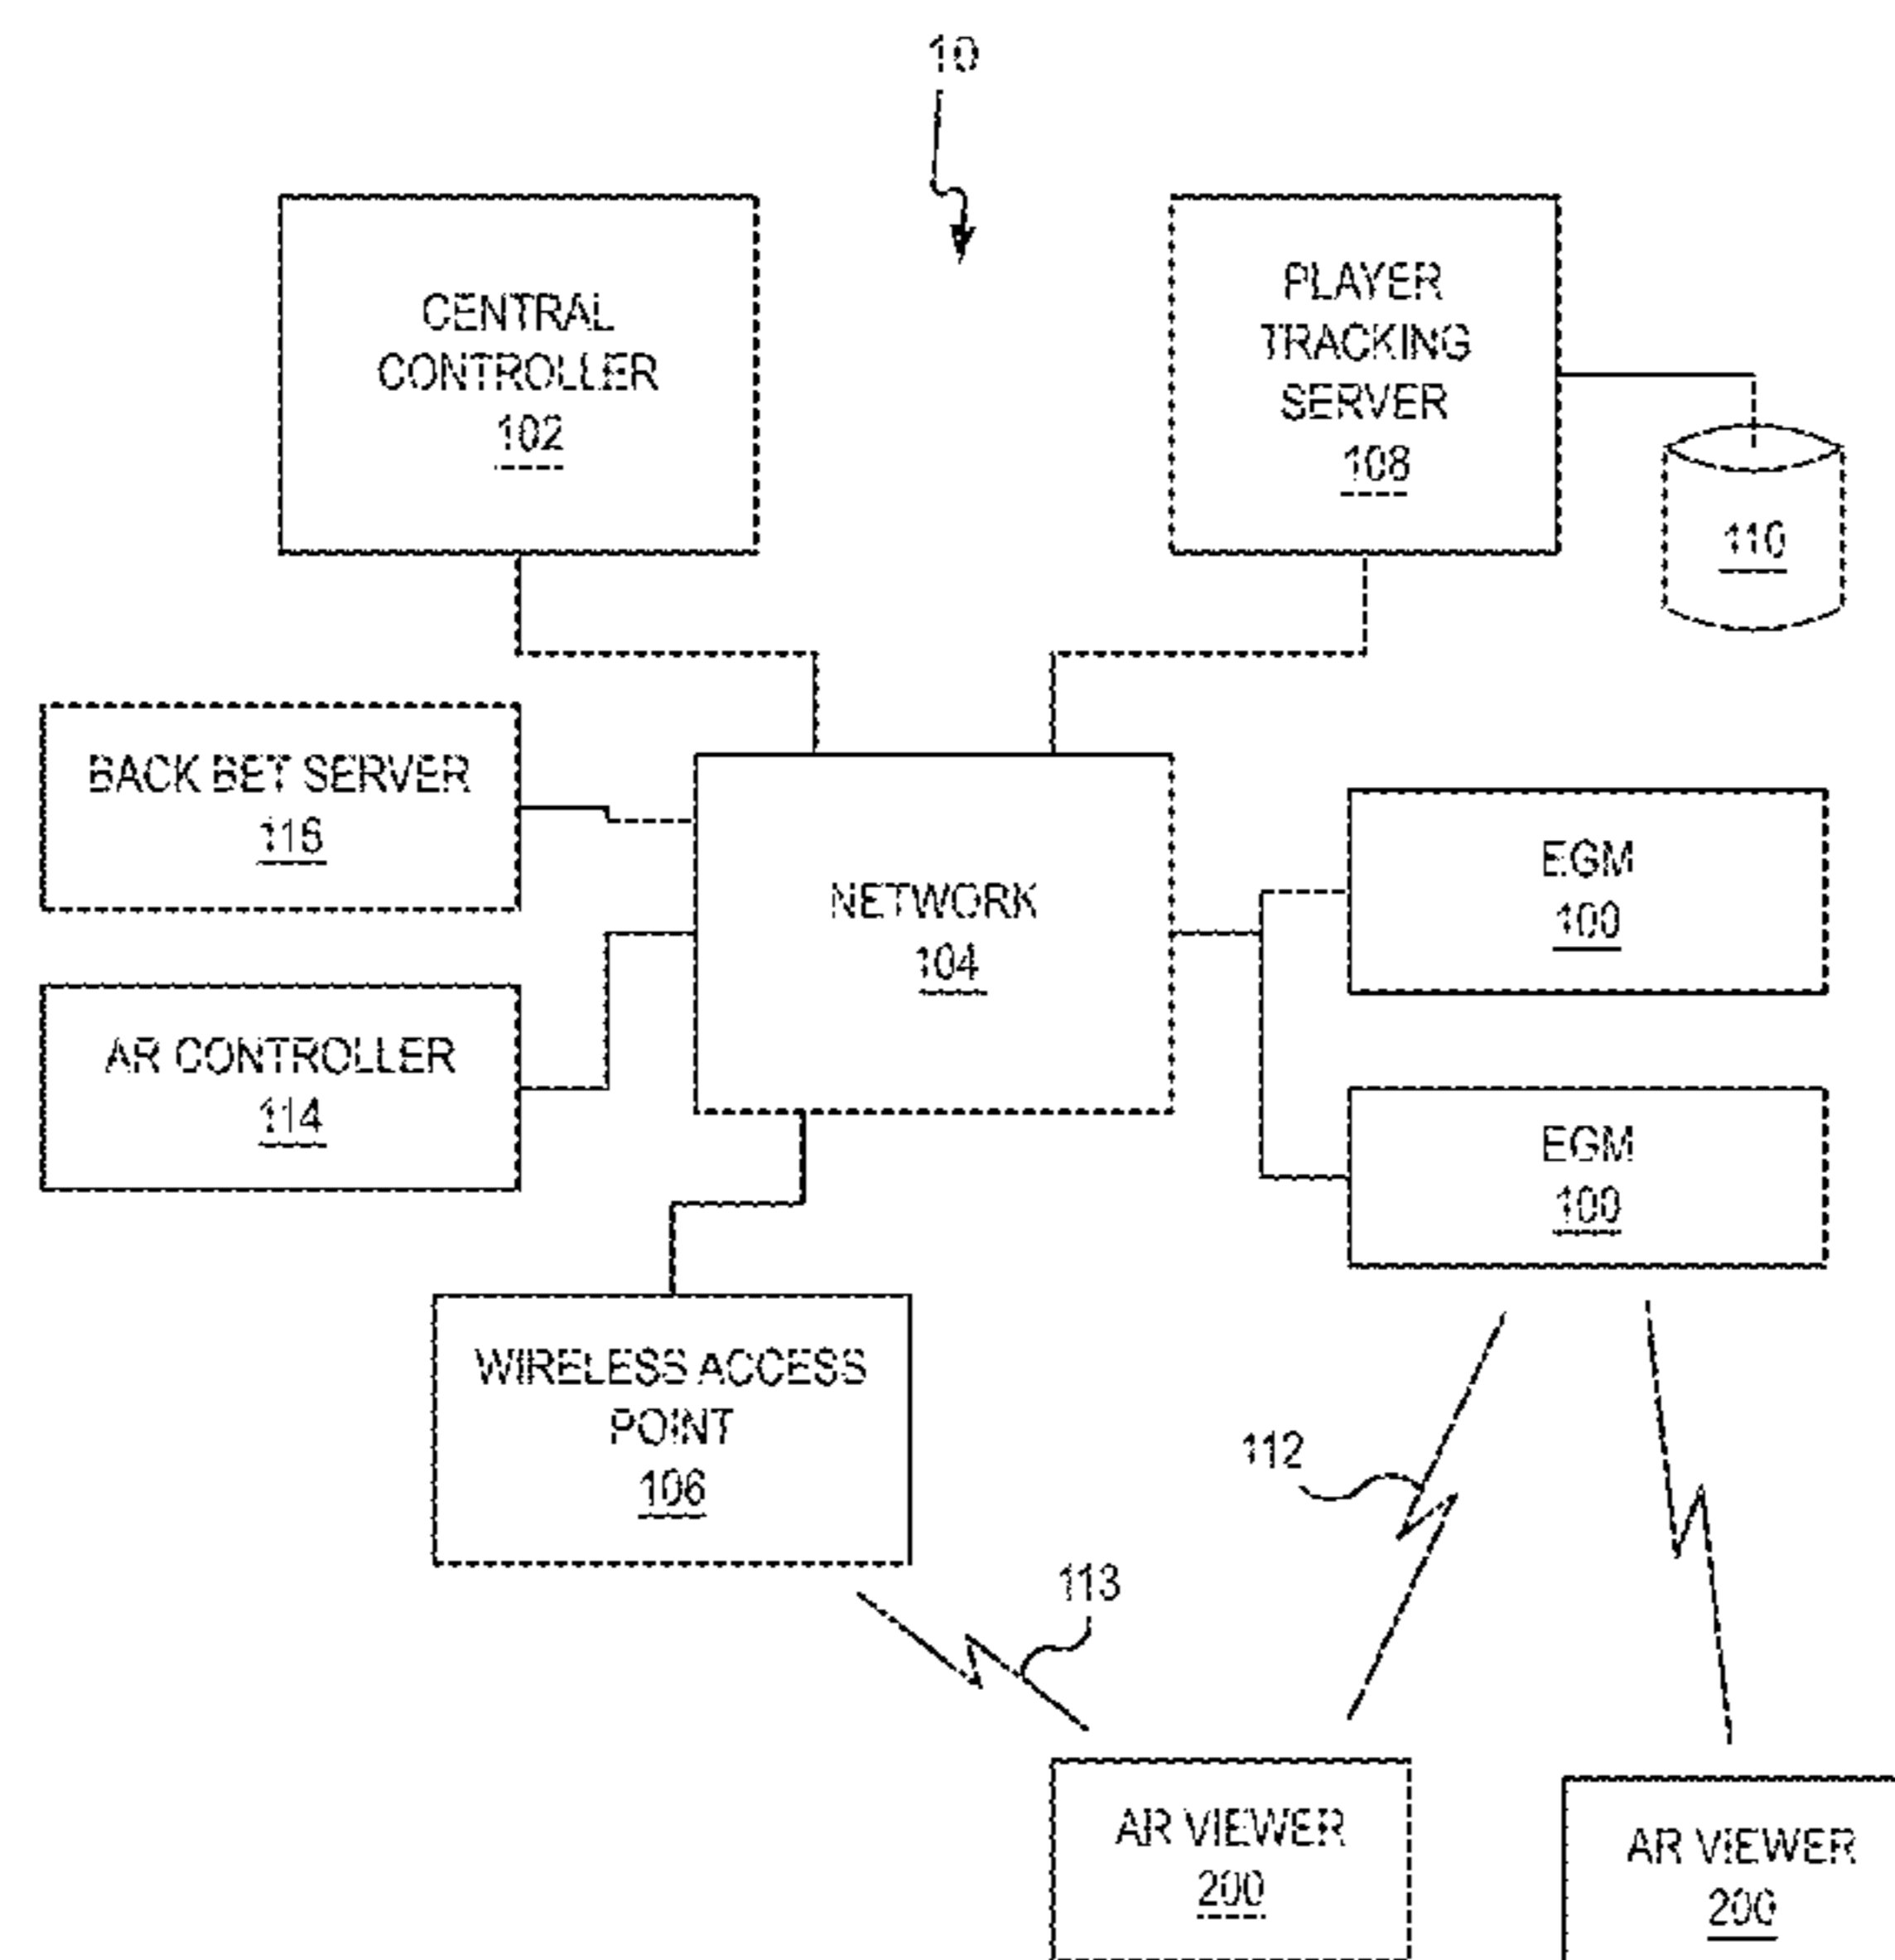 10
CENTRAL
CONTROLLER
102
PLAYER
TRACKING
SERVER
108
110
BACK BET SERVER
116
NETWORK
104
EGM
100
AR CONTROLLER
114
EGM
100
WIRELESS ACCESS
POINT
106
112
113
AR VIEWER
200
AR VIEWER
200